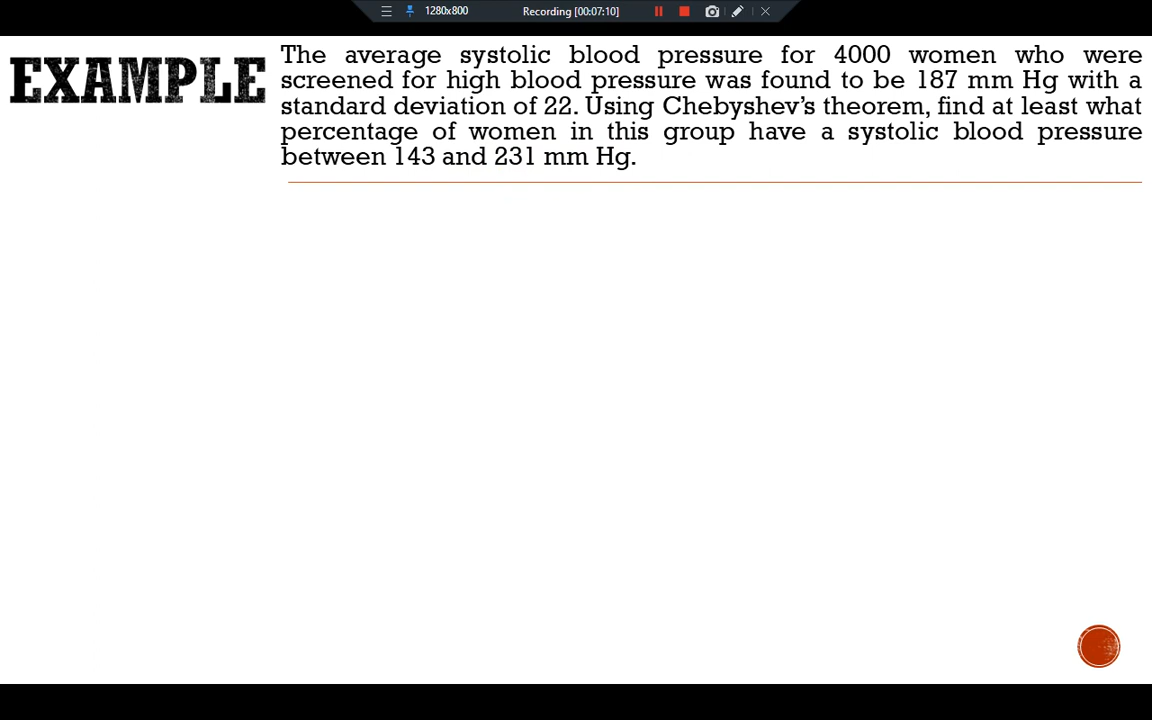 1280x800 Recording [00:07:10]
EXAMPLE
The average systolic blood pressure for 4000 women who were
screened for high blood pressure was found to be 187 mm Hg with a
standard deviation of 22. Using Chebyshev's theorem, find at least what
percentage of women in this group have a systolic blood pressure
between 143 and 231 mm Hg.